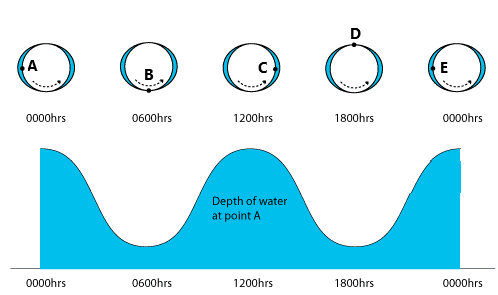 D
A
B
C
E
0000hrs 0600hrs 1200hrs 1800hrs 0000hrs
Depth of water
at point A
0000hrs 0600hrs 1200hrs 1800hrs 0000hrs